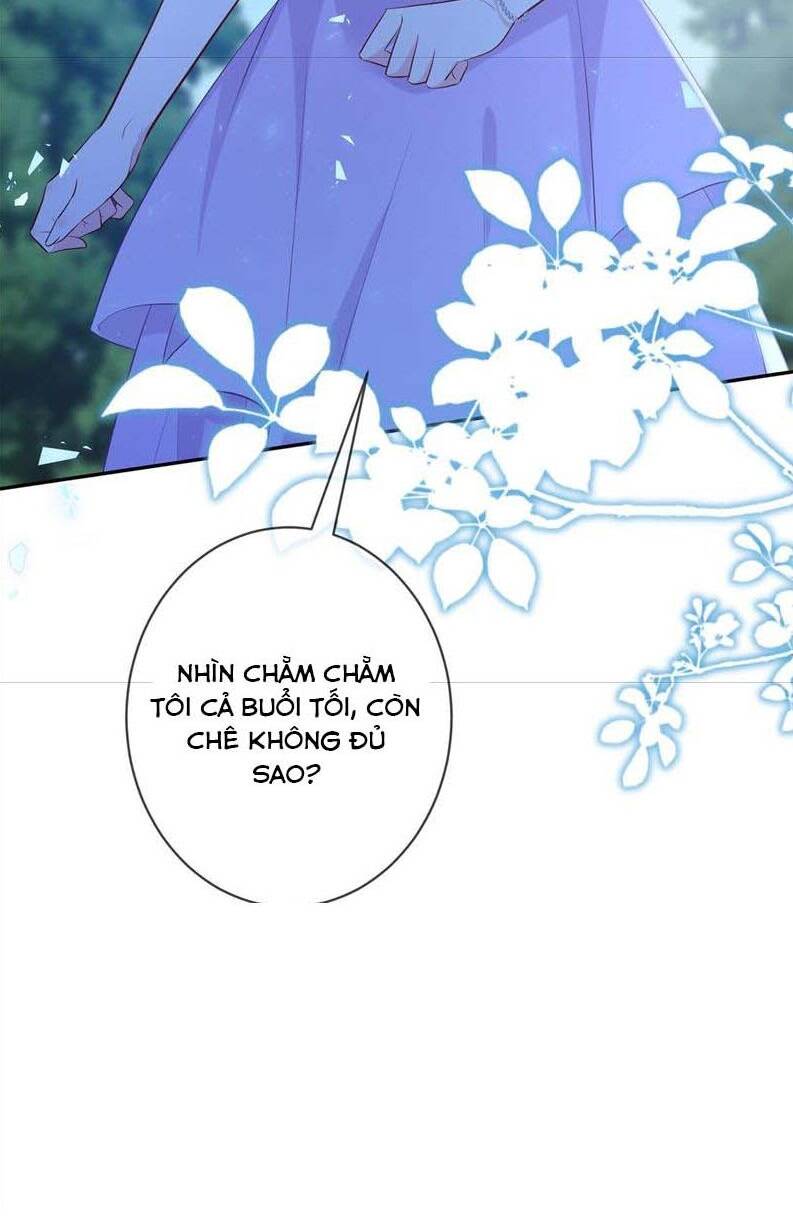 NHÌN CHẰM CHẰM
TÔI CẢ BUỔI TỐI, CÒN
CHÊ KHÔNG ĐỦ
SAO?